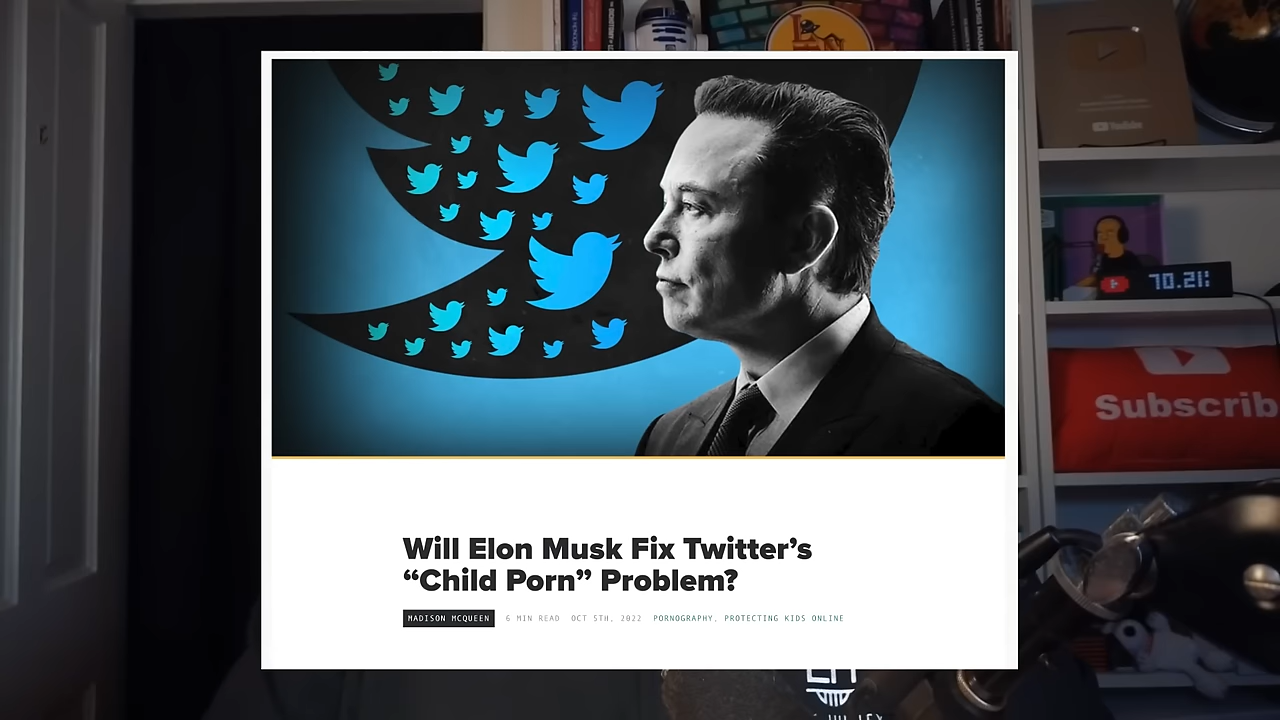 YouTube
70.21:
Subscrib
Will Elon Musk Fix Twitter’s
“Child Porn” Problem?
MADISON MCQUEEN 6 MIN READ OCT 5TH, 2022 PORNOGRAPHY, PROTECTING KIDS ONLINE